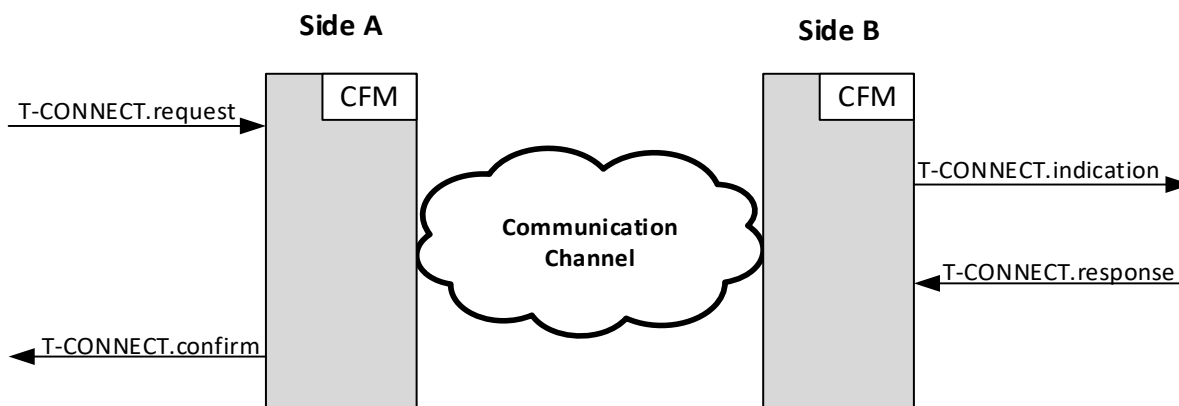 Side A
Side B
CFM
CFM
T-CONNECT.request
T-CONNECT.indication
Communication
Channel
T-CONNECT.response
T-CONNECT.confirm